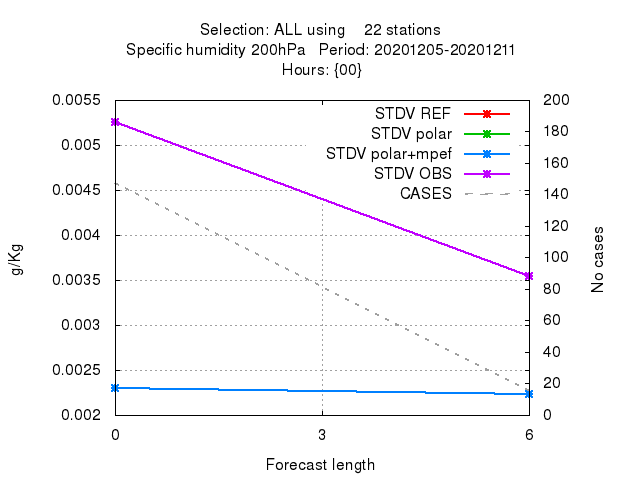 Selection: ALL using    22 stations
Specific humidity 200hPa   Period: 20201205-20201211
Hours: {00}
0.0055
0.005
0.0045
0.004
0.0035
0.003
0.0025
0.002
g/Kg
STDV REF
STDV polar
STDV polar+mpef
STDV OBS
CASES
200
180
160
140
120
100
80
60
40
20
0
No cases
0 3 6
Forecast length